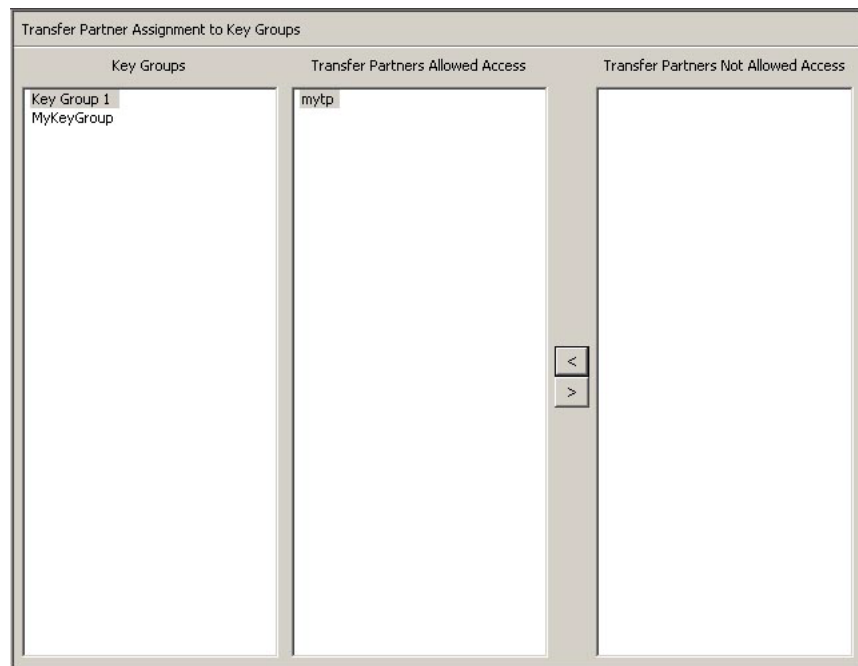 Transfer Partner Assignment to Key Groups
Key Groups Transfer Partners Allowed Access Transfer Partners Not Allowed Access
Key Group 1
MyKeyGroup
mytp
<
>